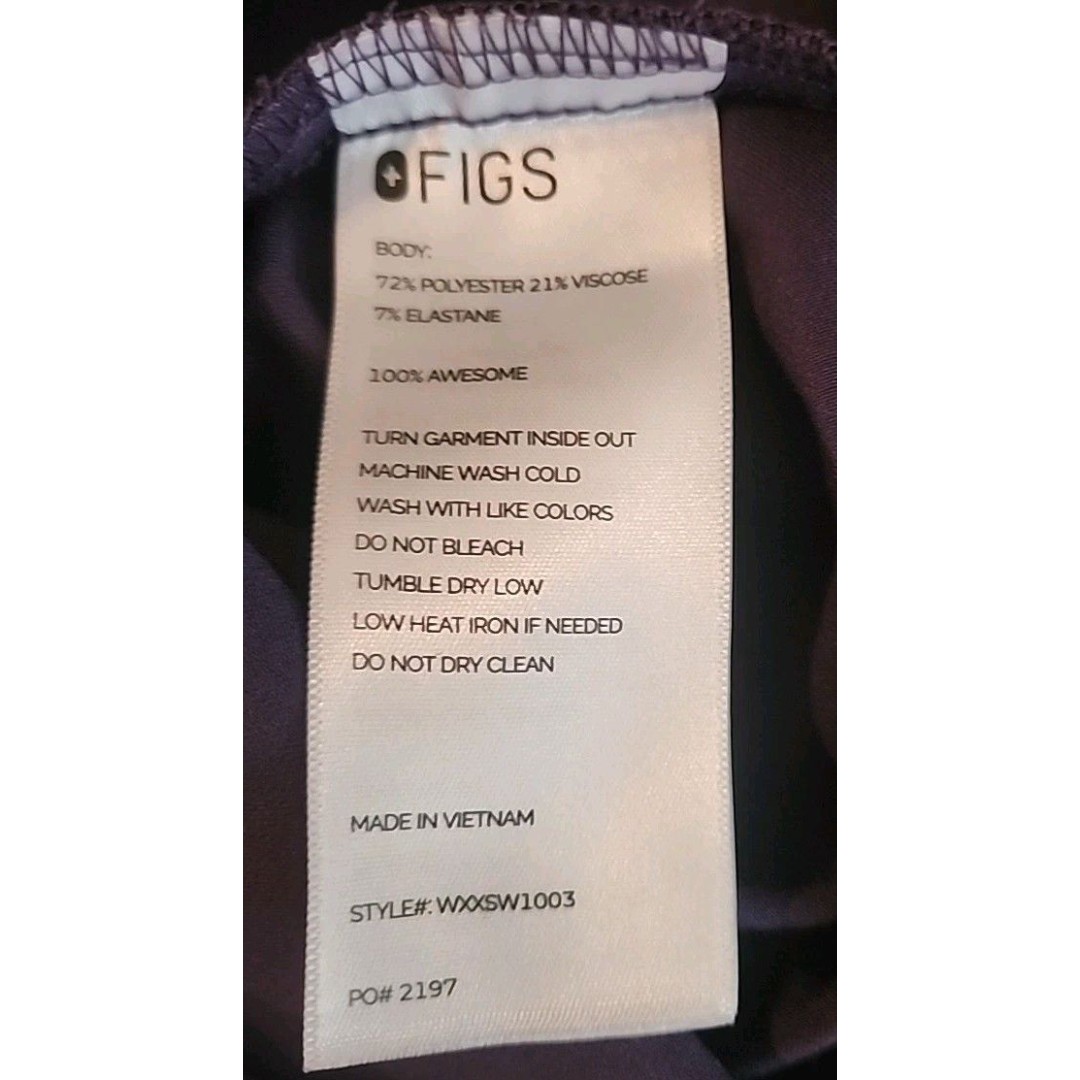 FIGS
BODY:
72% POLYESTER 21% VISCOSE
7% ELASTANE
100% AWESOME
TURN GARMENT INSIDE OUT
MACHINE WASH COLD
WASH WITH LIKE COLORS
DO NOT BLEACH
TUMBLE DRY LOW
LOW HEAT IRON IF NEEDED
DO NOT DRY CLEAN
MADE IN VIETNAM
STYLE#: WXXSW1003
PO# 2197